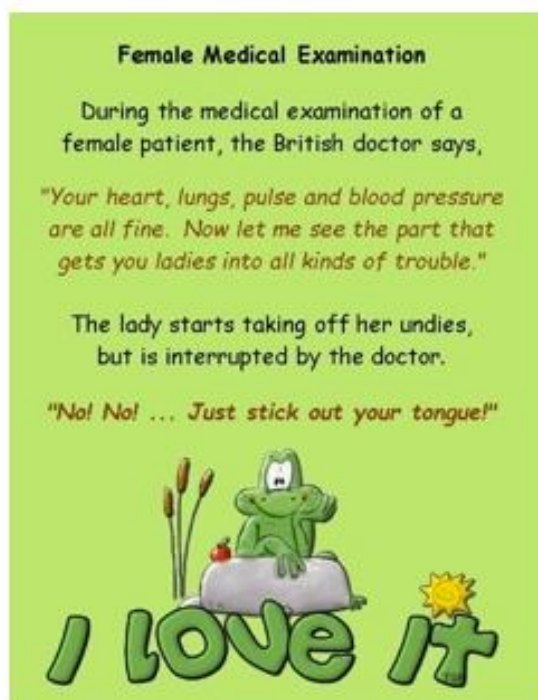 Female Medical Examination
During the medical examination of a
female patient, the British doctor says,
"Your heart, lungs, pulse and blood pressure
are all fine. Now let me see the part that
gets you ladies into all kinds of trouble."
The lady starts taking off her undies,
but is interrupted by the doctor.
"No! No! ... Just stick out your tongue!"
I LOVe it